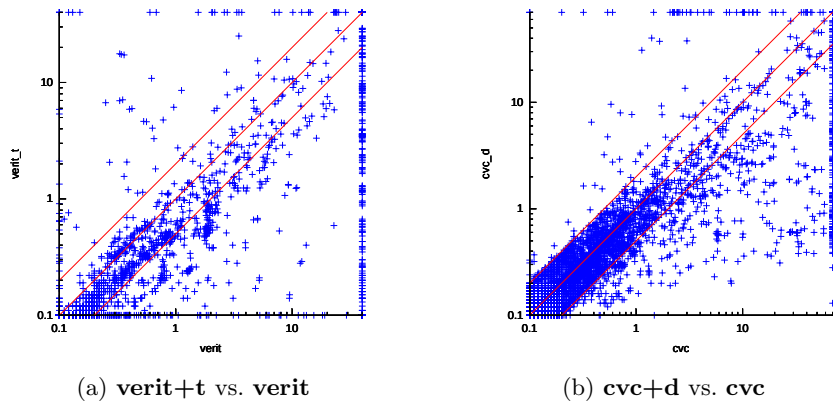 verit_t
10
1
0.1
0.1 1 10
verit
cvc_d
10
1
0.1
0.1 1 10
cvc
(a) verit+t vs. verit
(b) cvc+d vs. cvc